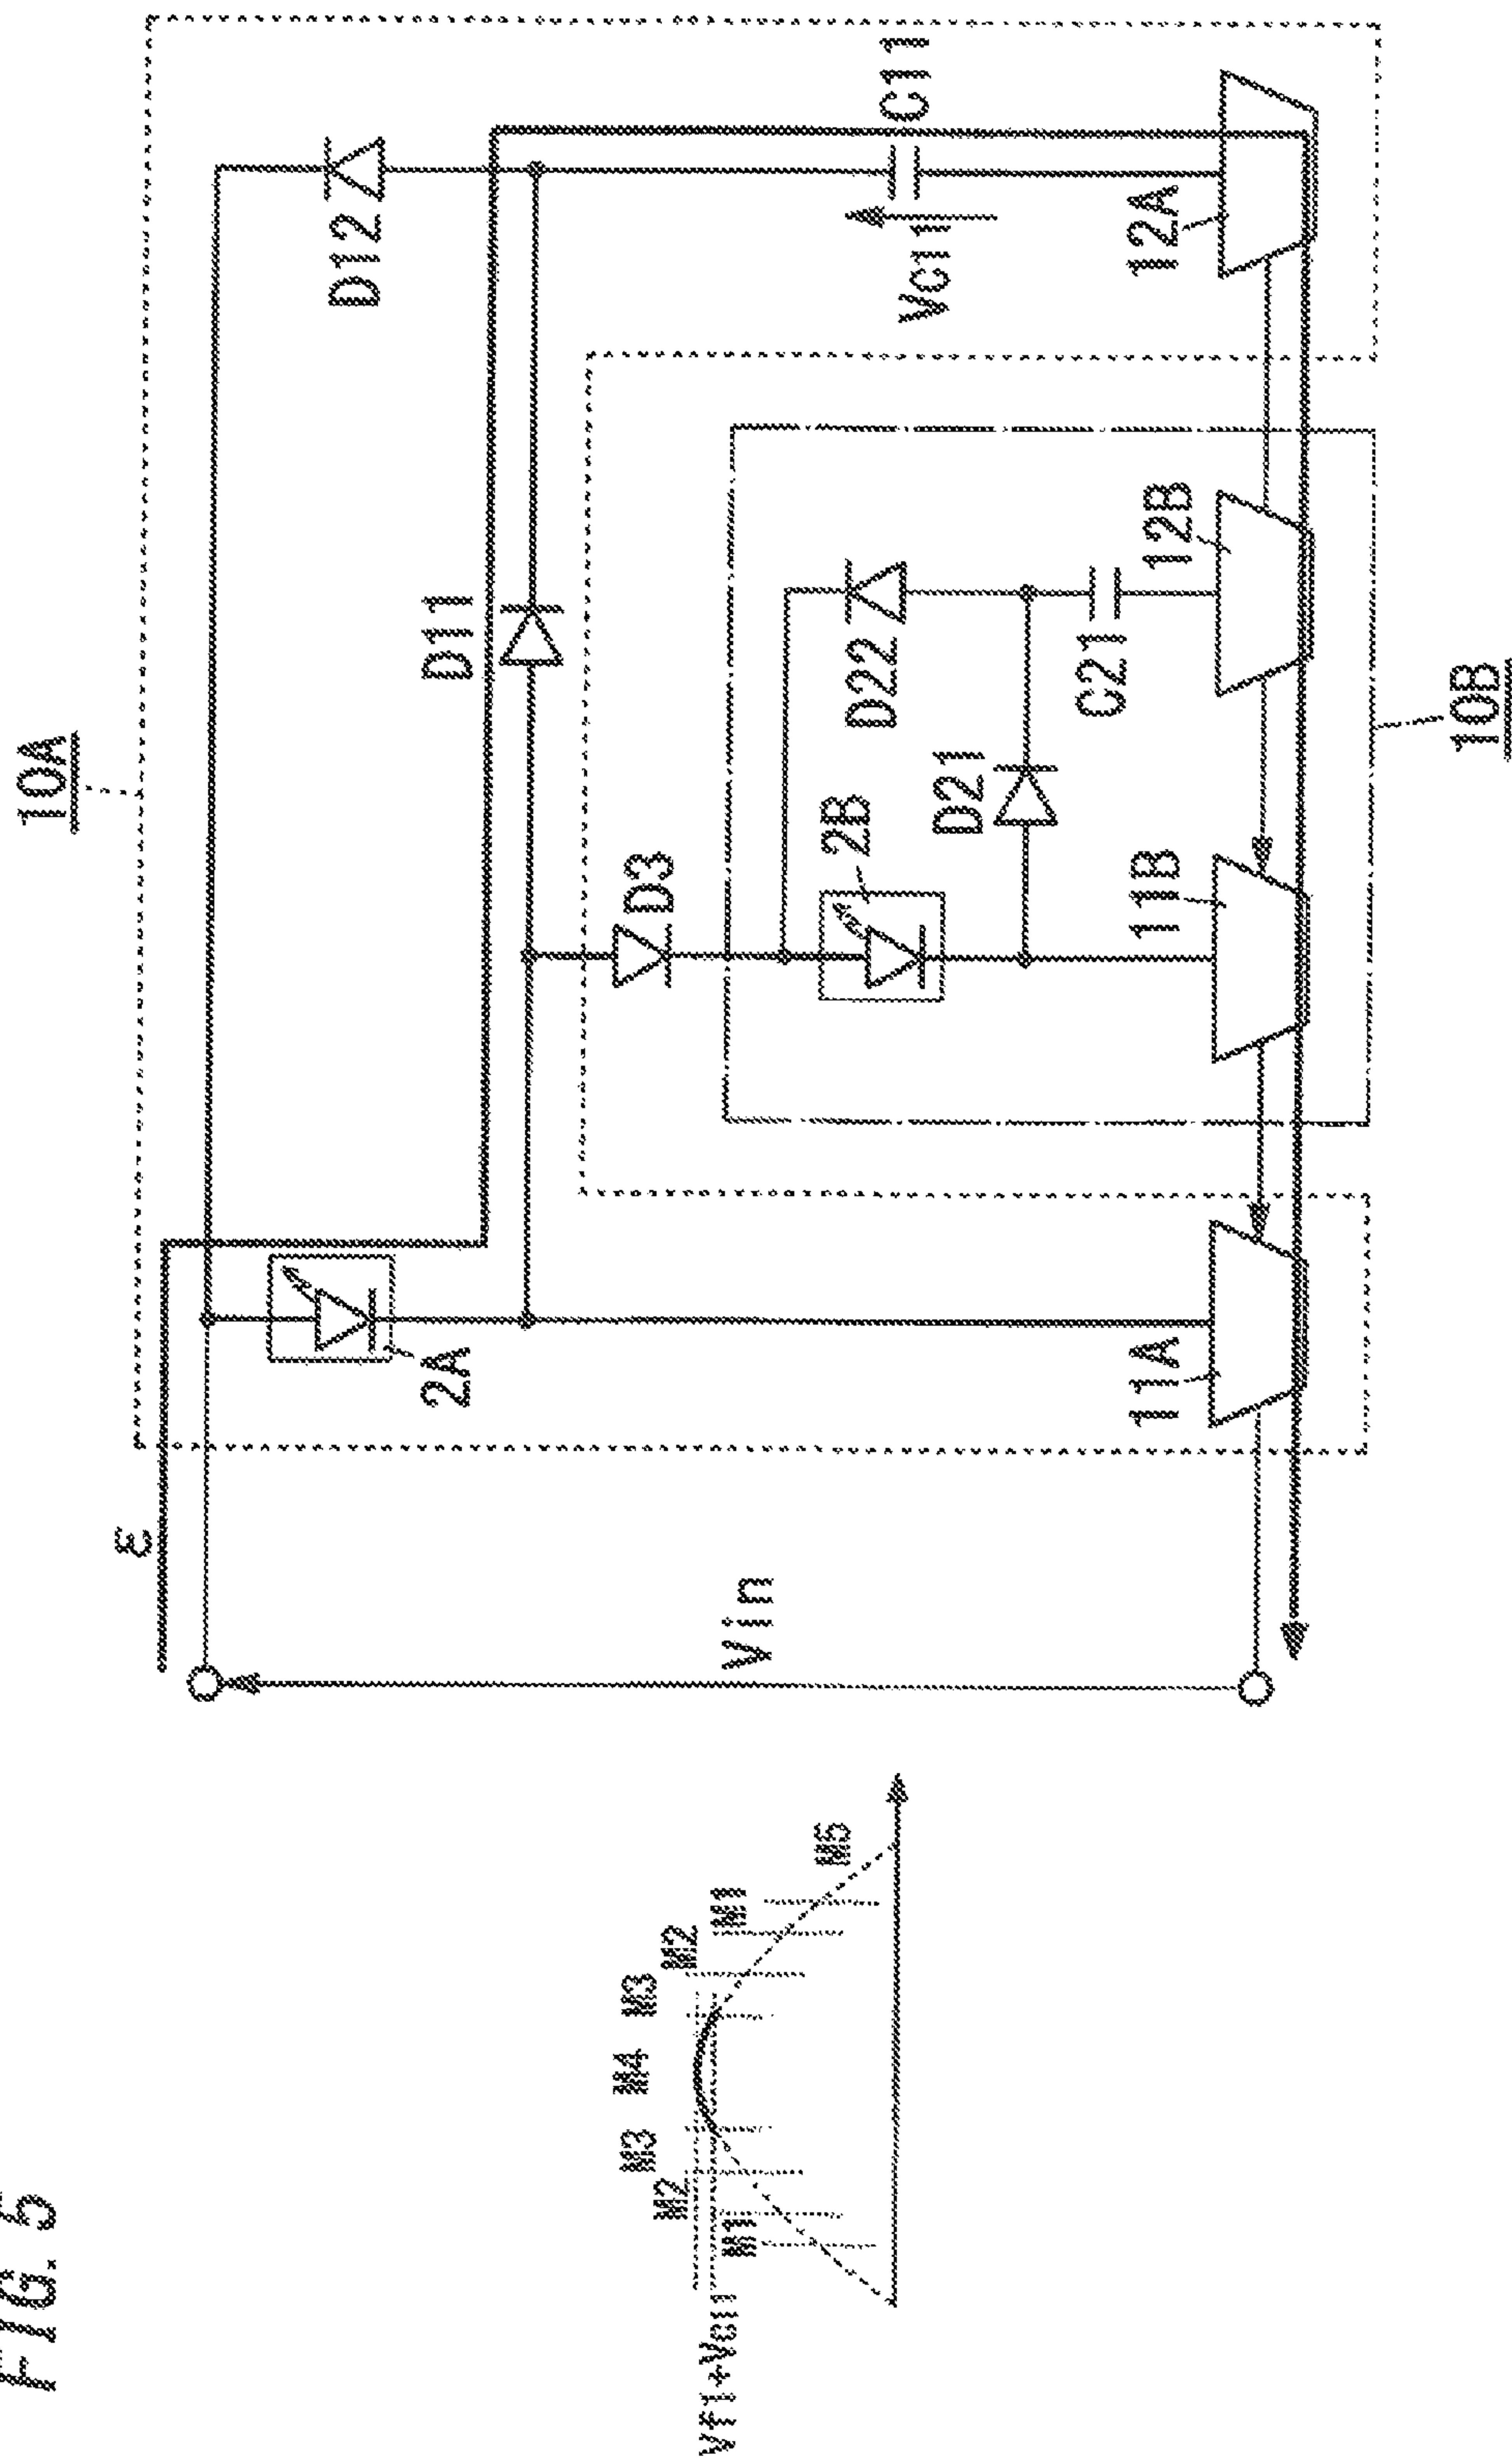 FIG. 5
10A
ε
Vin
2A
D11
D12
D3
2B
D22
D21
C21
C11
Vc11
11A
11B
12B
12A
10B
Vf1+Vc11
M1
M2
M3
M4
M3
M2
M1
M5